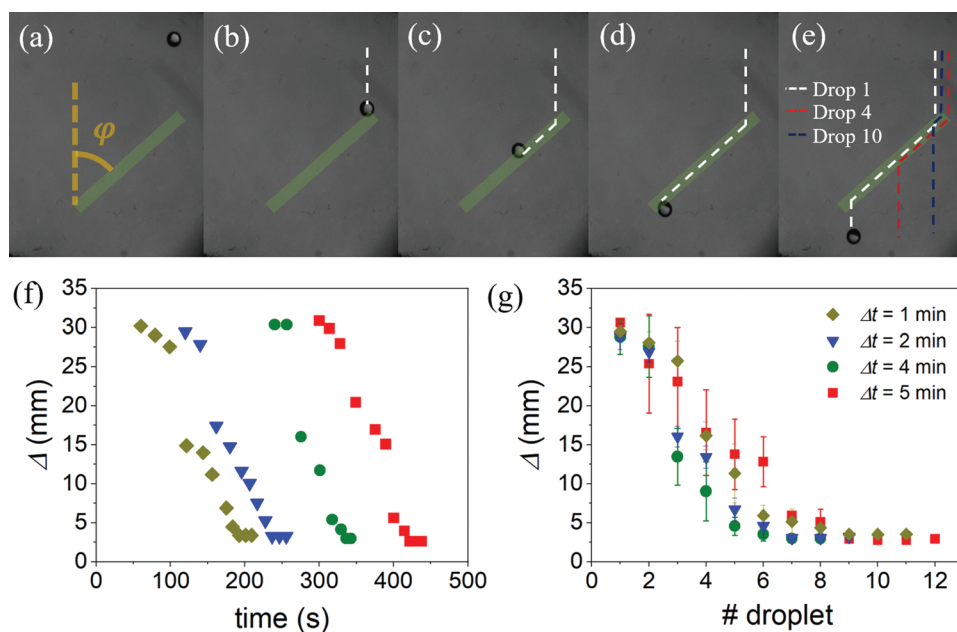 (a) (b) (c) (d) (e)
φ
Drop 1
Drop 4
Drop 10
(f) (g)
35 35
30 30
25 25
20 20
15 15
10 10
5 5
0 0
Δ (mm) Δ (mm)
Δt = 1 min
Δt = 2 min
Δt = 4 min
Δt = 5 min
0 100 200 300 400 500 0 2 4 6 8 10 12
time (s) # droplet